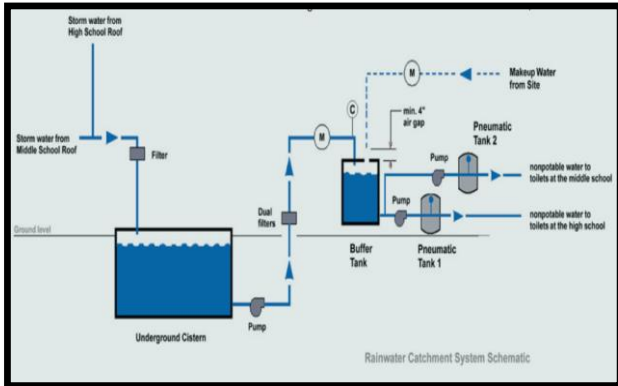 Storm water from
High School Roof
Makeup Water
from Site
M
C
min. 4"
air gap
Pneumatic
Tank 2
M
Storm water from
Middle School Roof
Filter
Pump
nonpotable water to
toilets at the middle school
Pump
nonpotable water to
toilets at the high school
Dual
filters
Ground level
Buffer
Tank
Pneumatic
Tank 1
Pump
Underground Cistern
Rainwater Catchment System Schematic